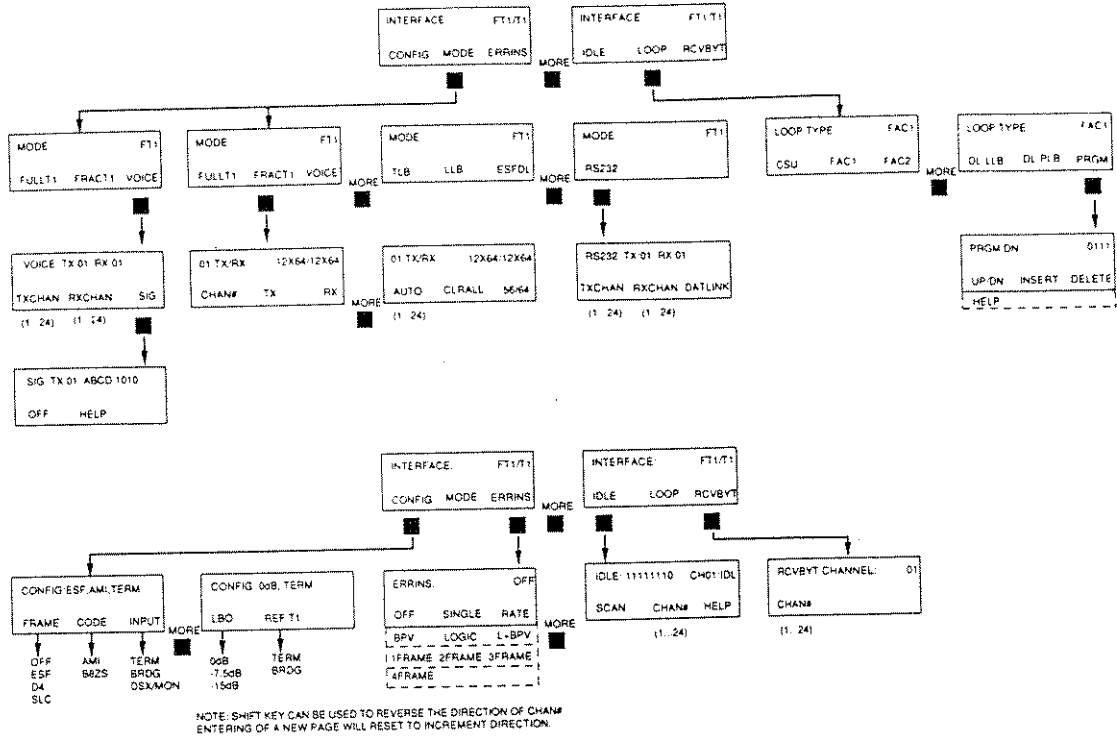 INTERFACE FT1/T1
CONFIG MODE ERRINS
MORE
INTERFACE FT1/T1
IDLE LOOP RCVBYT
MODE FT1
FULLT1 FRACT1 VOICE
MODE FT1
FULLT1 FRACT1 VOICE
MORE
MODE FT1
TLB LLB ESFDL
MORE
MODE FT1
RS232
LOOP TYPE FAC1
CSU FAC1 FAC2
MORE
LOOP TYPE FAC1
DL LLB DL PLB PRGM
VOICE TX:01 RX:01
TXCHAN RXCHAN SIG
(1..24) (1..24)
01 TX/RX 12X64/12X64
CHAN# TX RX
MORE
01 TX/RX 12X64/12X64
AUTO CLRALL 56/64
(1..24)
RS232 TX:01 RX:01
TXCHAN RXCHAN DATLINK
(1..24) (1..24)
PRGM:DN 0111
UP/DN INSERT DELETE
HELP
SIG TX:01 ABCD:1010
OFF HELP
INTERFACE: FT1/T1
CONFIG MODE ERRINS
MORE
INTERFACE: FT1/T1
IDLE LOOP RCVBYT
CONFIG:ESF,AMI,TERM
FRAME CODE INPUT
OFF
ESF
D4
SLC
AMI
B8ZS
TERM
BRDG
DSX/MON
MORE
CONFIG: 0dB, TERM
LBO REF T1
0dB
-7.5dB
-15dB
TERM
BRDG
ERRINS: OFF
OFF SINGLE RATE
BPV LOGIC L+BPV
1FRAME 2FRAME 3FRAME
4FRAME
MORE
IDLE: 11111110 CH01:IDL
SCAN CHAN# HELP
(1...24)
RCVBYT CHANNEL: 01
CHAN#
(1..24)
NOTE: SHIFT KEY CAN BE USED TO REVERSE THE DIRECTION OF CHAN#
ENTERING OF A NEW PAGE WILL RESET TO INCREMENT DIRECTION.